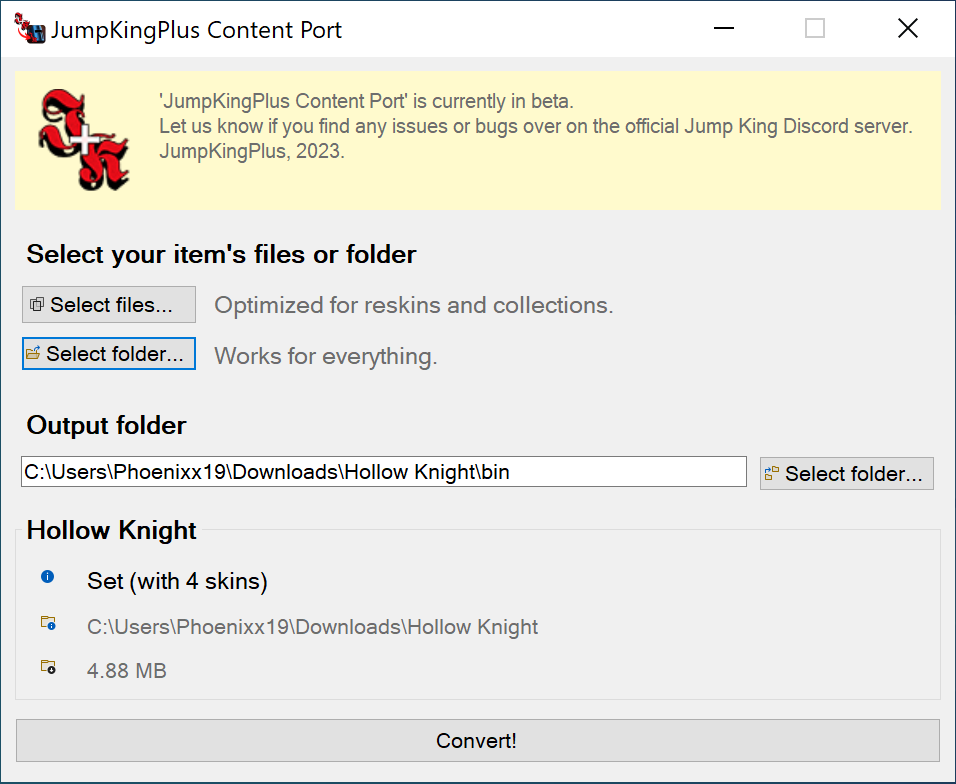 JumpKingPlus Content Port
'JumpKingPlus Content Port' is currently in beta.
Let us know if you find any issues or bugs over on the official Jump King Discord server.
JumpKingPlus, 2023.
Select your item's files or folder
Select files...
Optimized for reskins and collections.
Select folder...
Works for everything.
Output folder
C:\Users\Phoenixx19\Downloads\Hollow Knight\bin
Select folder...
Hollow Knight
Set (with 4 skins)
C:\Users\Phoenixx19\Downloads\Hollow Knight
4.88 MB
Convert!